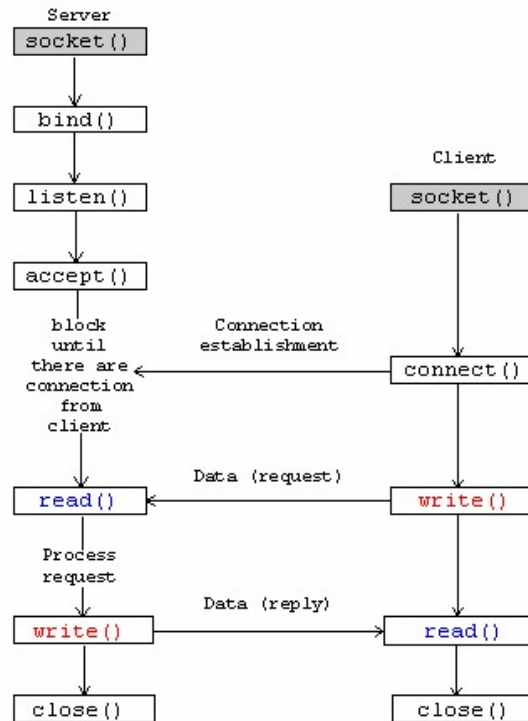 Server
socket()
bind()
listen()
accept()
block
until
there are
connection
from
client
read()
Process
request
write()
close()
Connection
establishment
Data (request)
Data (reply)
Client
socket()
connect()
write()
read()
close()